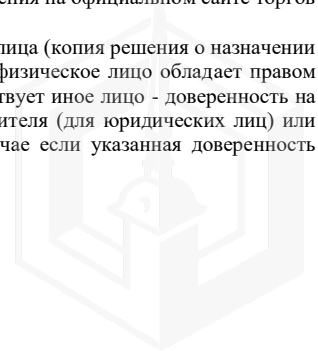 ения на официальном сайте торгов
лица (копия решения о назначении
физическое лицо обладает правом
твует иное лицо - доверенность на
ителя (для юридических лиц) или
чае если указанная доверенность